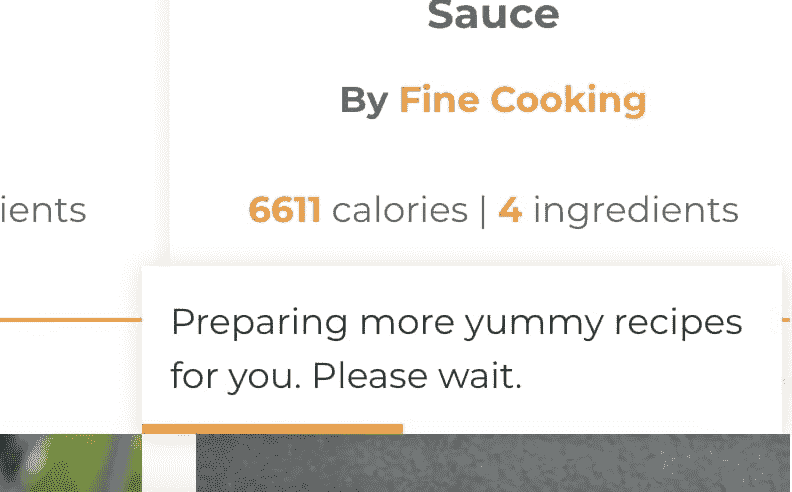 Sauce
By Fine Cooking
ients
6611 calories | 4 ingredients
Preparing more yummy recipes
for you. Please wait.